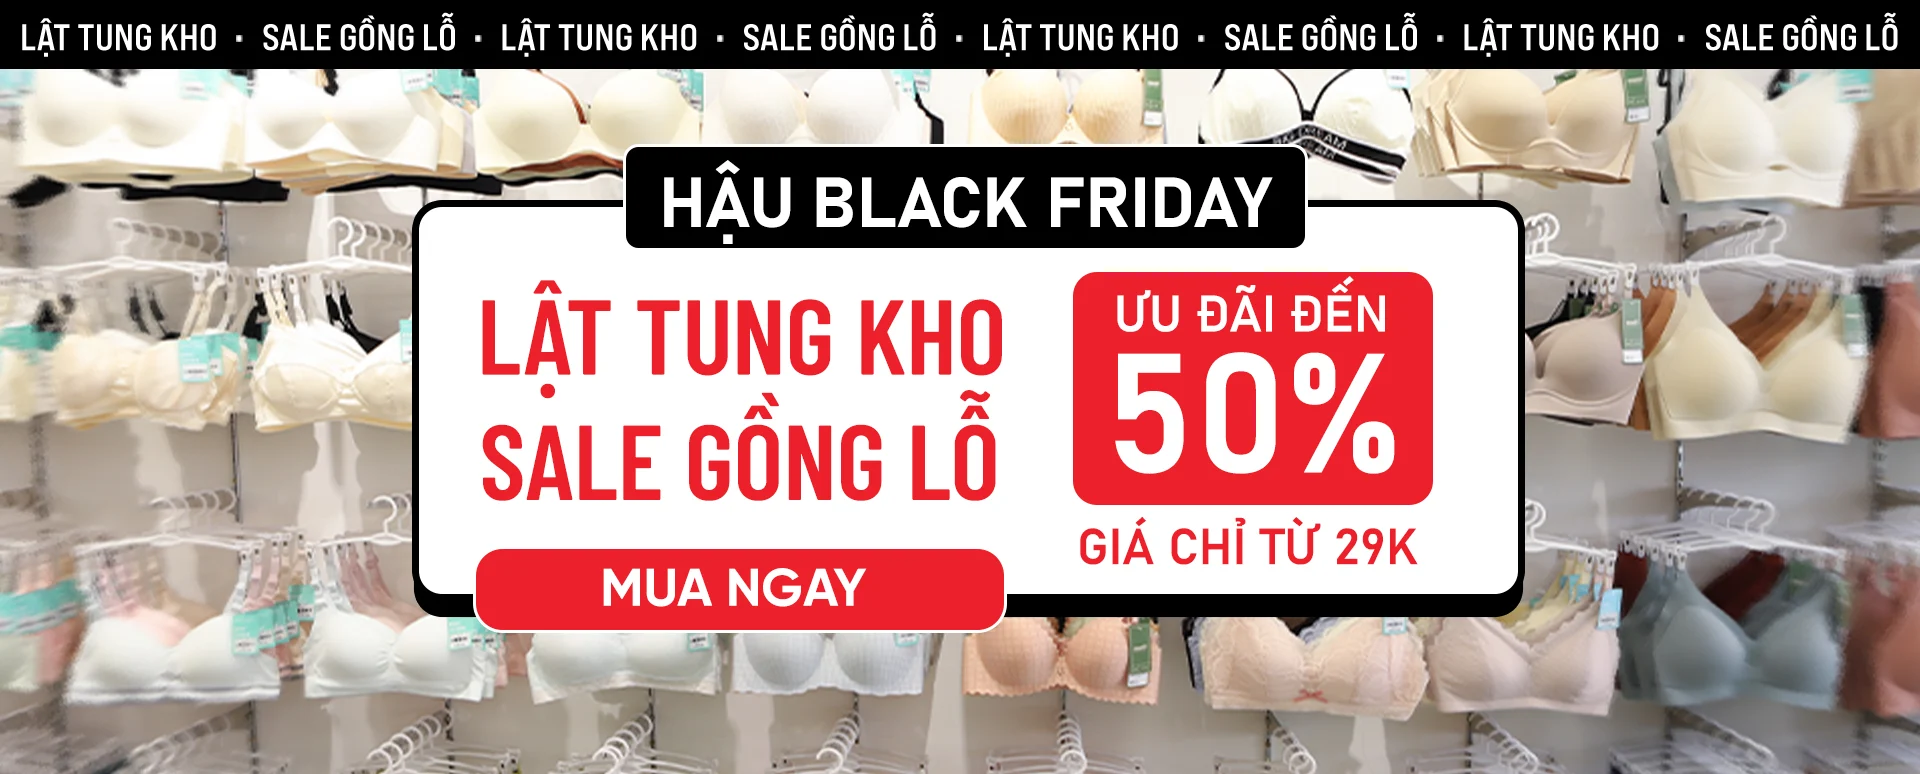 LẬT TUNG KHO · SALE GỒNG LỖ · LẬT TUNG KHO · SALE GỒNG LỖ · LẬT TUNG KHO · SALE GỒNG LỖ · LẬT TUNG KHO · SALE GỒNG LỖ
HẬU BLACK FRIDAY
LẬT TUNG KHO
SALE GỒNG LỖ
MUA NGAY
ƯU ĐÃI ĐẾN
50%
GIÁ CHỈ TỪ 29K